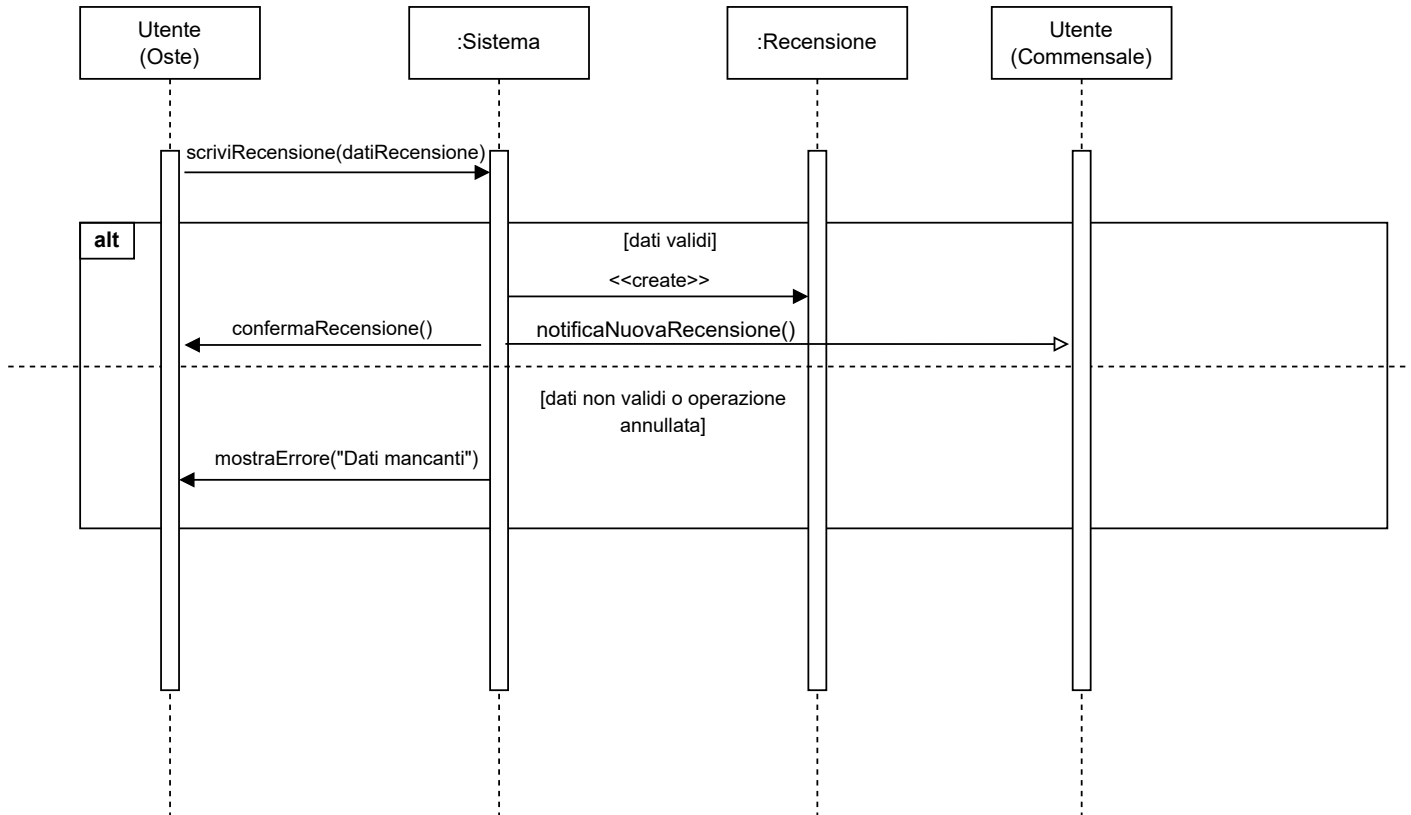 Utente
(Oste)
:Sistema
:Recensione
Utente
(Commensale)
scriviRecensione(datiRecensione)
alt
[dati validi]
<<create>>
confermaRecensione()
notificaNuovaRecensione()
[dati non validi o operazione
annullata]
mostraErrore("Dati mancanti")